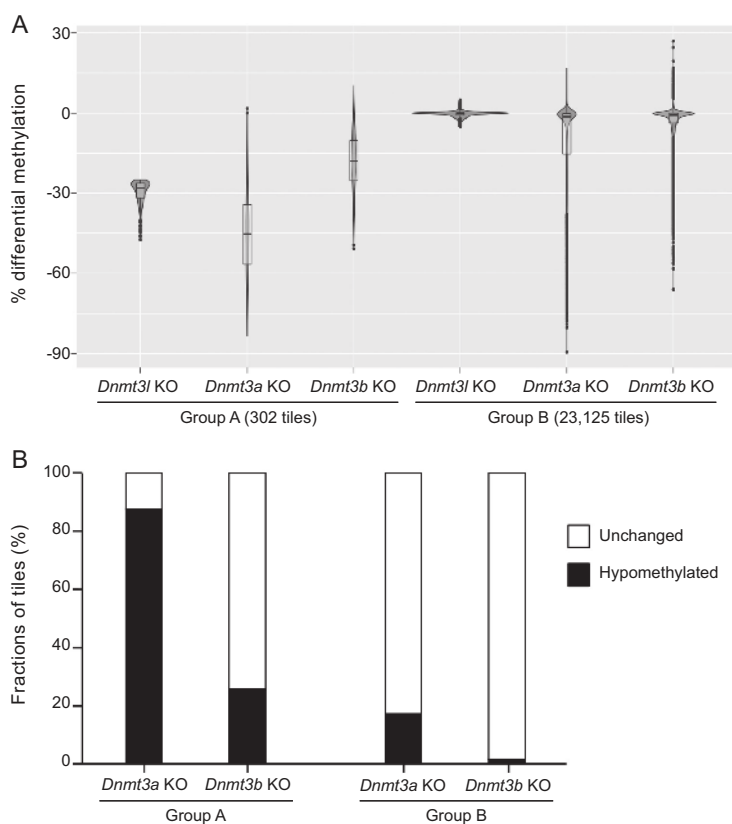 A
% differential methylation
30
0
-30
-60
-90
Dnmt3l KO Dnmt3a KO Dnmt3b KO Dnmt3l KO Dnmt3a KO Dnmt3b KO
Group A (302 tiles) Group B (23,125 tiles)
B
Fractions of tiles (%)
100
80
60
40
20
0
Unchanged
Hypomethylated
Dnmt3a KO Dnmt3b KO Dnmt3a KO Dnmt3b KO
Group A Group B